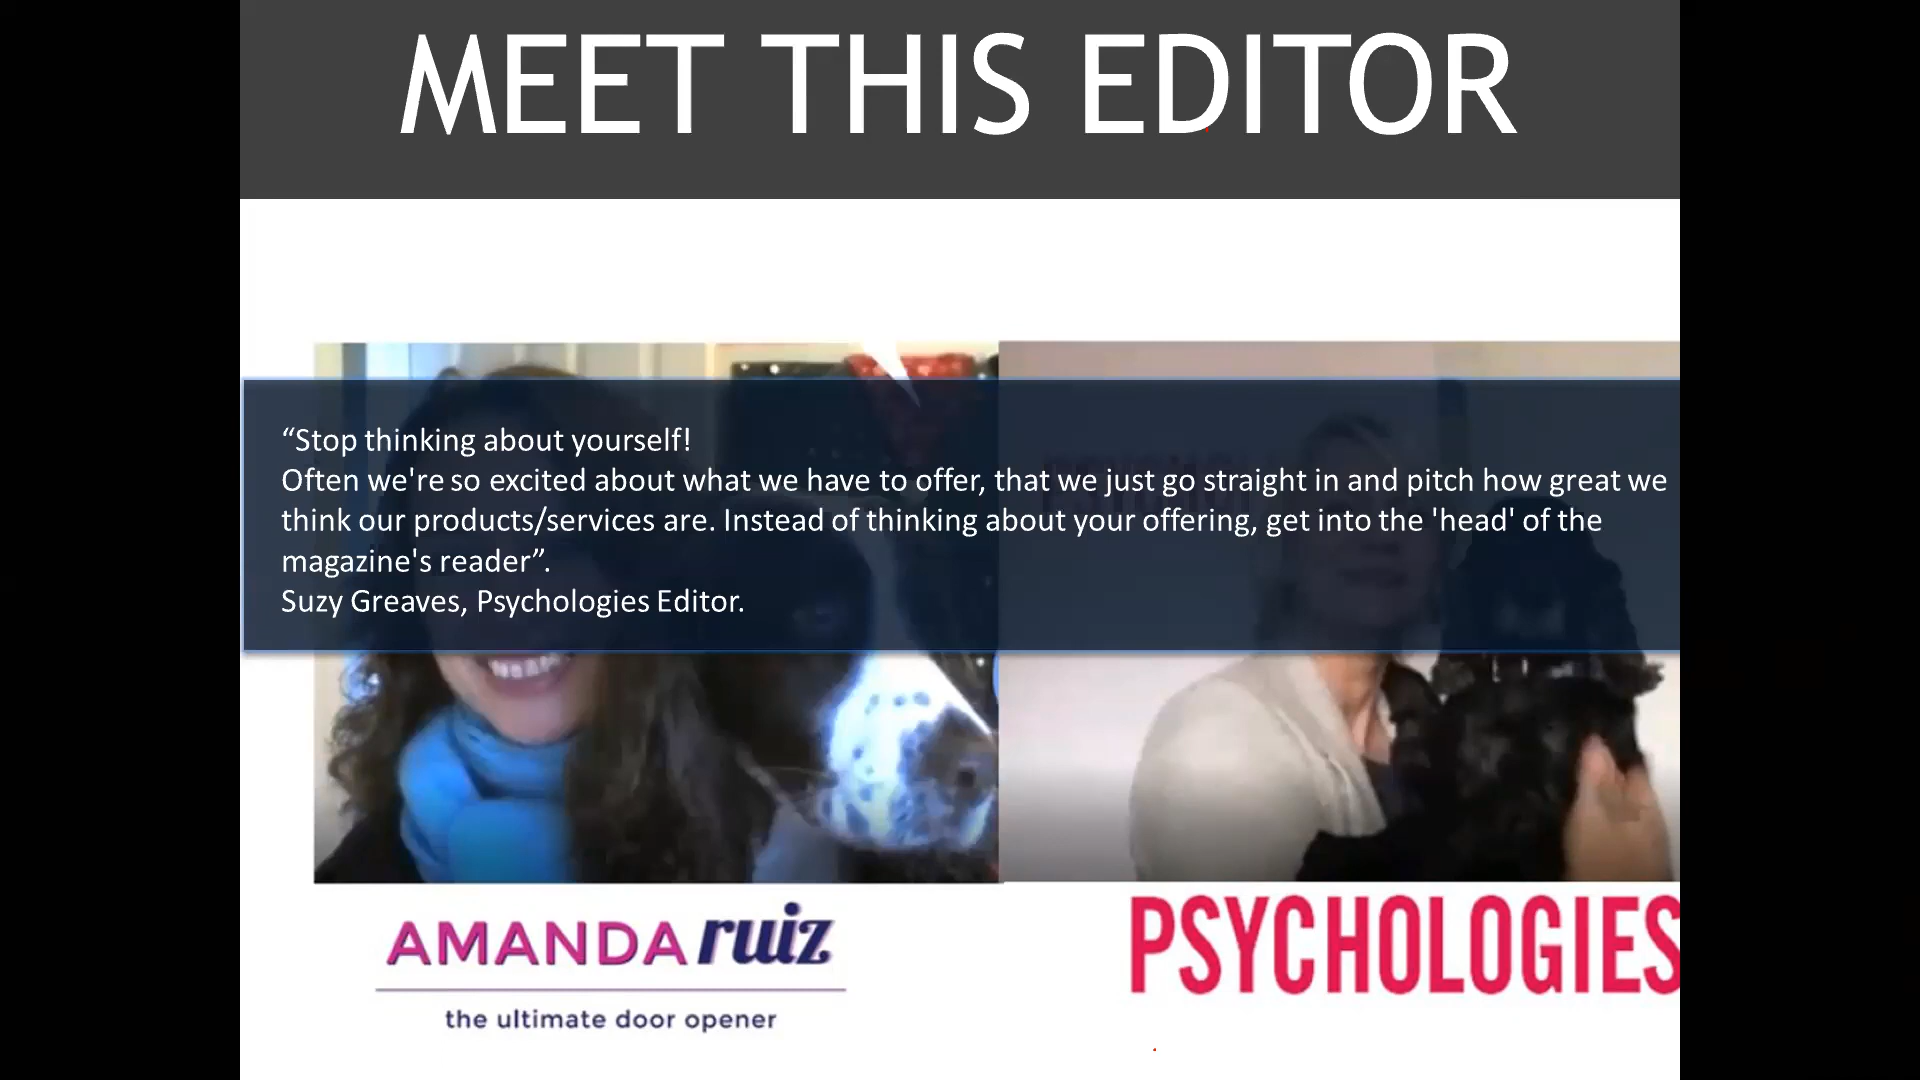 MEET THIS EDITOR
“Stop thinking about yourself!
Often we're so excited about what we have to offer, that we just go straight in and pitch how great we
think our products/services are. Instead of thinking about your offering, get into the 'head' of the
magazine's reader”.
Suzy Greaves, Psychologies Editor.
AMANDA ruiz
the ultimate door opener
PSYCHOLOGIES